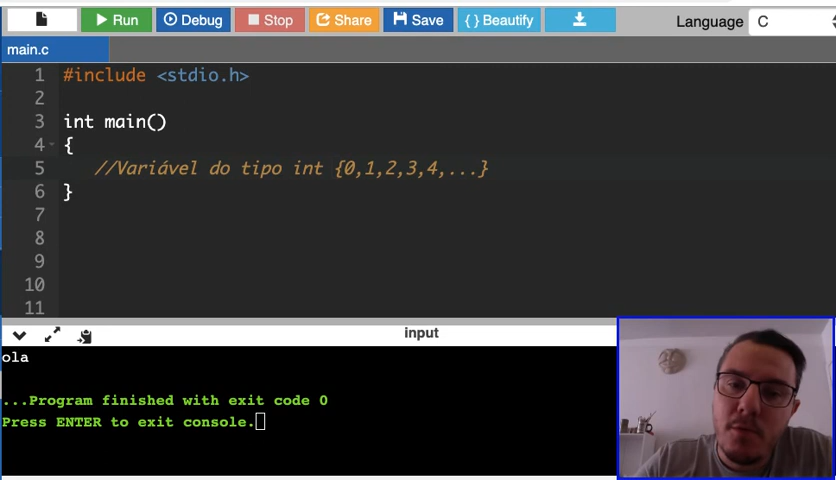 Run Debug Stop Share Save { } Beautify Language C
main.c
1 #include <stdio.h>
2
3 int main()
4 {
5 //Variável do tipo int {0,1,2,3,4,...}
6 }
7
8
9
10
11
input
ola
...Program finished with exit code 0
Press ENTER to exit console.